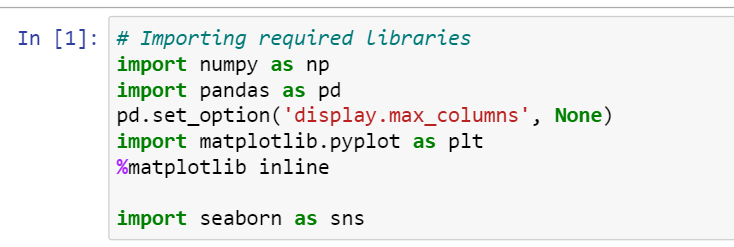 In [1]: # Importing required libraries
import numpy as np
import pandas as pd
pd.set_option('display.max_columns', None)
import matplotlib.pyplot as plt
%matplotlib inline
import seaborn as sns